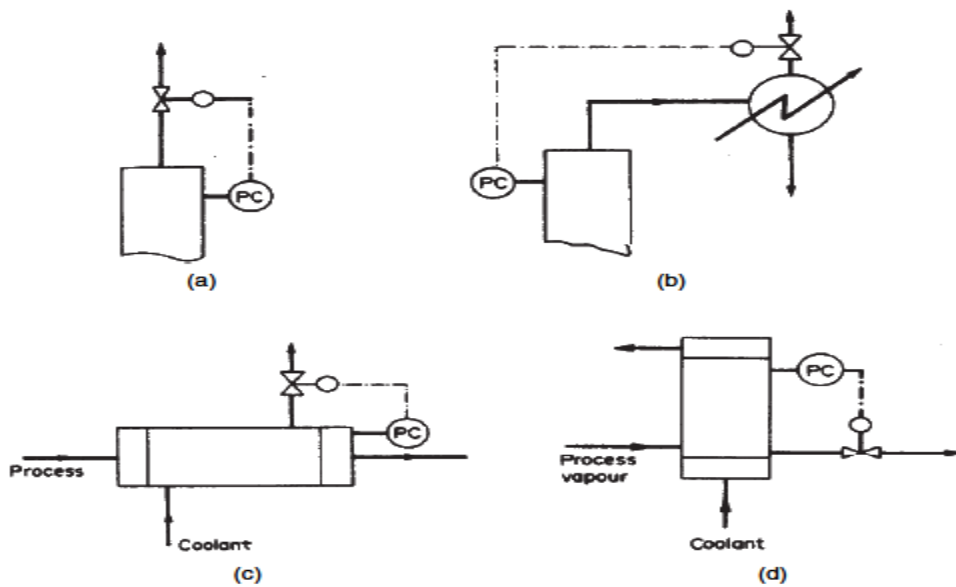 PC
(a)
PC
(b)
PC
Process
Coolant
(c)
PC
Process
vapour
Coolant
(d)